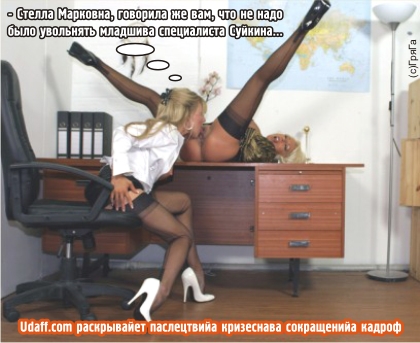 - Стелла Марковна, говорила же вам, что не надо
было увольнять младшива специалиста Суйкина...
(с)ГряГа
Udaff.com раскрывайет паслецтвийа кризеснава сокращенийа кадроф